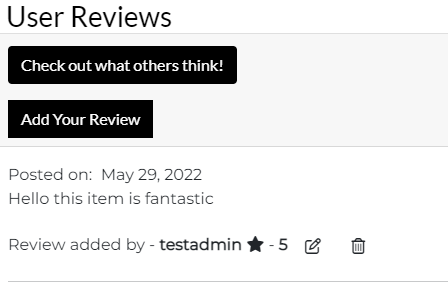 User Reviews
Check out what others think!
Add Your Review
Posted on: May 29, 2022
Hello this item is fantastic
Review added by - testadmin ★ - 5